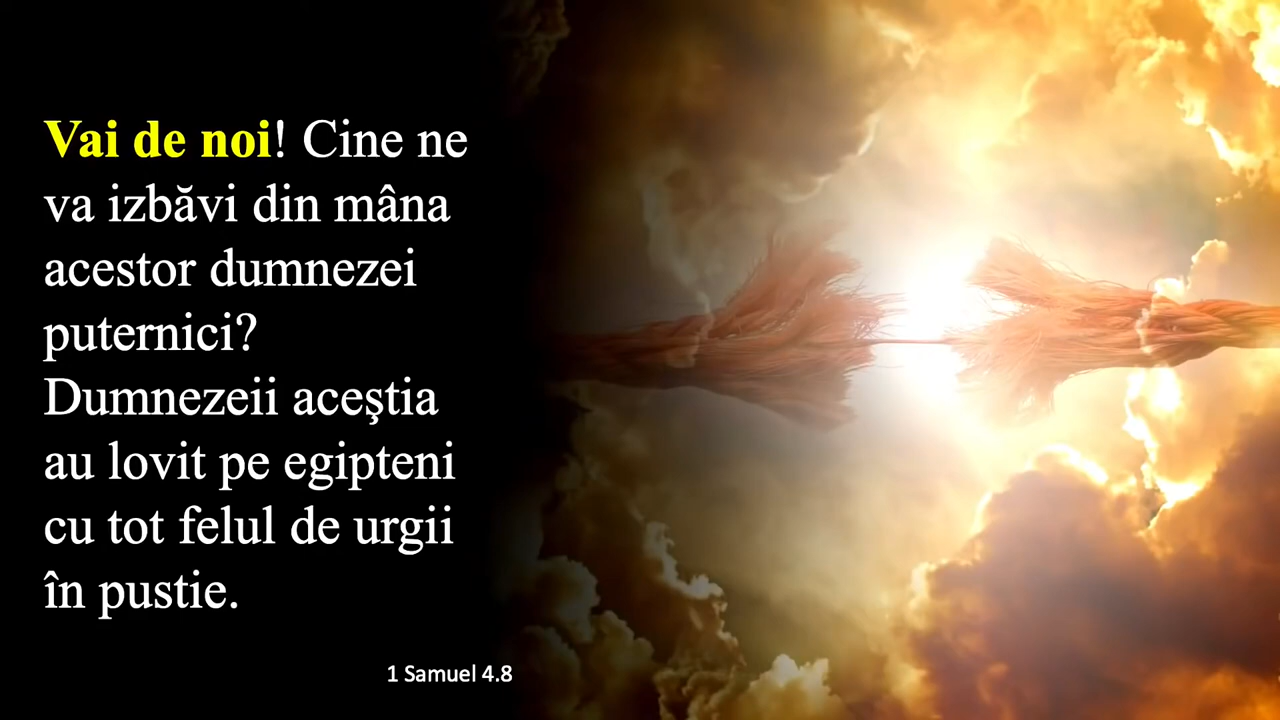 Vai de noi! Cine ne
va izbăvi din mâna
acestor dumnezei
puternici?
Dumnezeii aceştia
au lovit pe egipteni
cu tot felul de urgii
în pustie.
1 Samuel 4.8